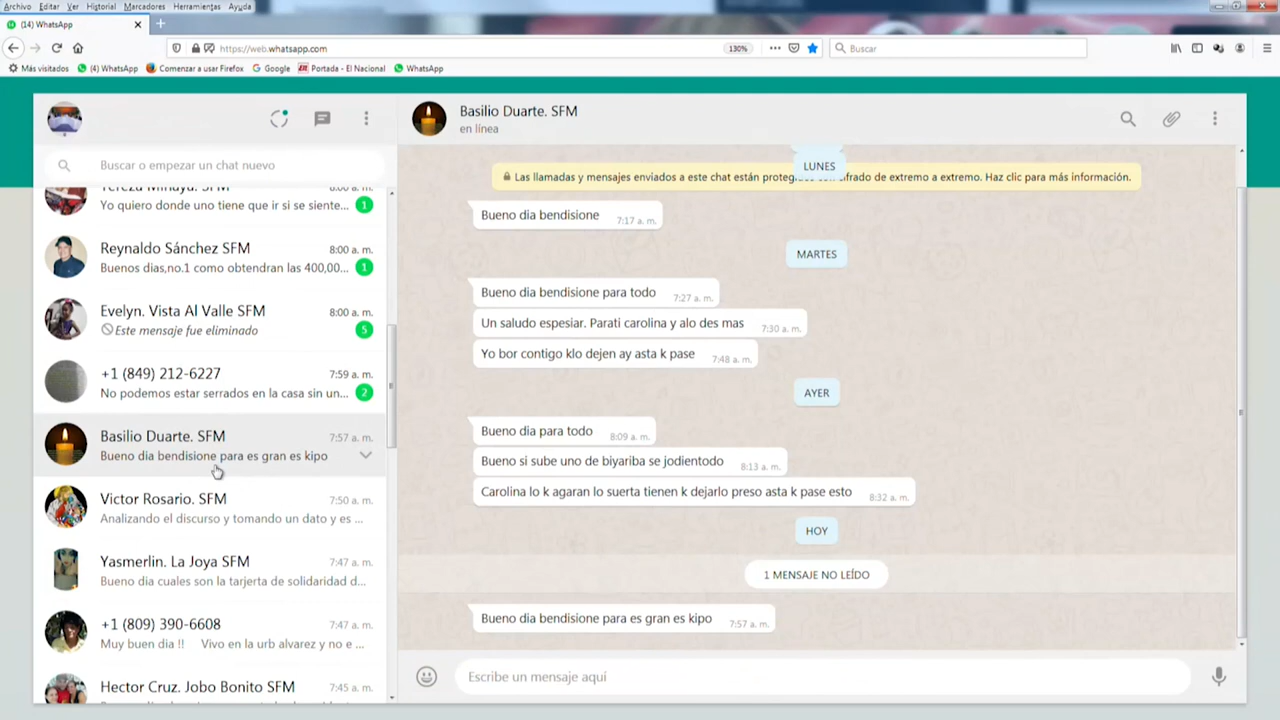 Archivo Editar Ver Historial Marcadores Herramientas Ayuda
(14) WhatsApp
https://web.whatsapp.com
130%
Buscar
Más visitados
(4) WhatsApp
Comenzar a usar Firefox
Google
Portada - El Nacional
WhatsApp
Buscar o empezar un chat nuevo
Tereza Minaya. SFM 8:00 a. m.
Yo quiero donde uno tiene que ir si se siente... 1
Reynaldo Sánchez SFM 8:00 a. m.
Buenos dias,no.1 como obtendran las 400,00... 1
Evelyn. Vista Al Valle SFM 8:00 a. m.
Este mensaje fue eliminado 5
+1 (849) 212-6227 7:59 a. m.
No podemos estar serrados en la casa sin un... 2
Basilio Duarte. SFM 7:57 a. m.
Bueno dia bendisione para es gran es kipo
Victor Rosario. SFM 7:50 a. m.
Analizando el discurso y tomando un dato y es ...
Yasmerlin. La Joya SFM 7:47 a. m.
Bueno dia cuales son la tarjerta de solidaridad d...
+1 (809) 390-6608 7:47 a. m.
Muy buen dia !! Vivo en la urb alvarez y no e ...
Hector Cruz. Jobo Bonito SFM 7:45 a. m.
Basilio Duarte. SFM
en línea
LUNES
Las llamadas y mensajes enviados a este chat están proteg cifrado de extremo a extremo. Haz clic para más información.
Bueno dia bendisione 7:17 a. m.
MARTES
Bueno dia bendisione para todo 7:27 a. m.
Un saludo espesiar. Parati carolina y alo des mas 7:30 a. m.
Yo bor contigo klo dejen ay asta k pase 7:48 a. m.
AYER
Bueno dia para todo 8:09 a. m.
Bueno si sube uno de biyariba se jodientodo 8:13 a. m.
Carolina lo k agaran lo suerta tienen k dejarlo preso asta k pase esto 8:32 a. m.
HOY
1 MENSAJE NO LEÍDO
Bueno dia bendisione para es gran es kipo 7:57 a. m.
Escribe un mensaje aquí